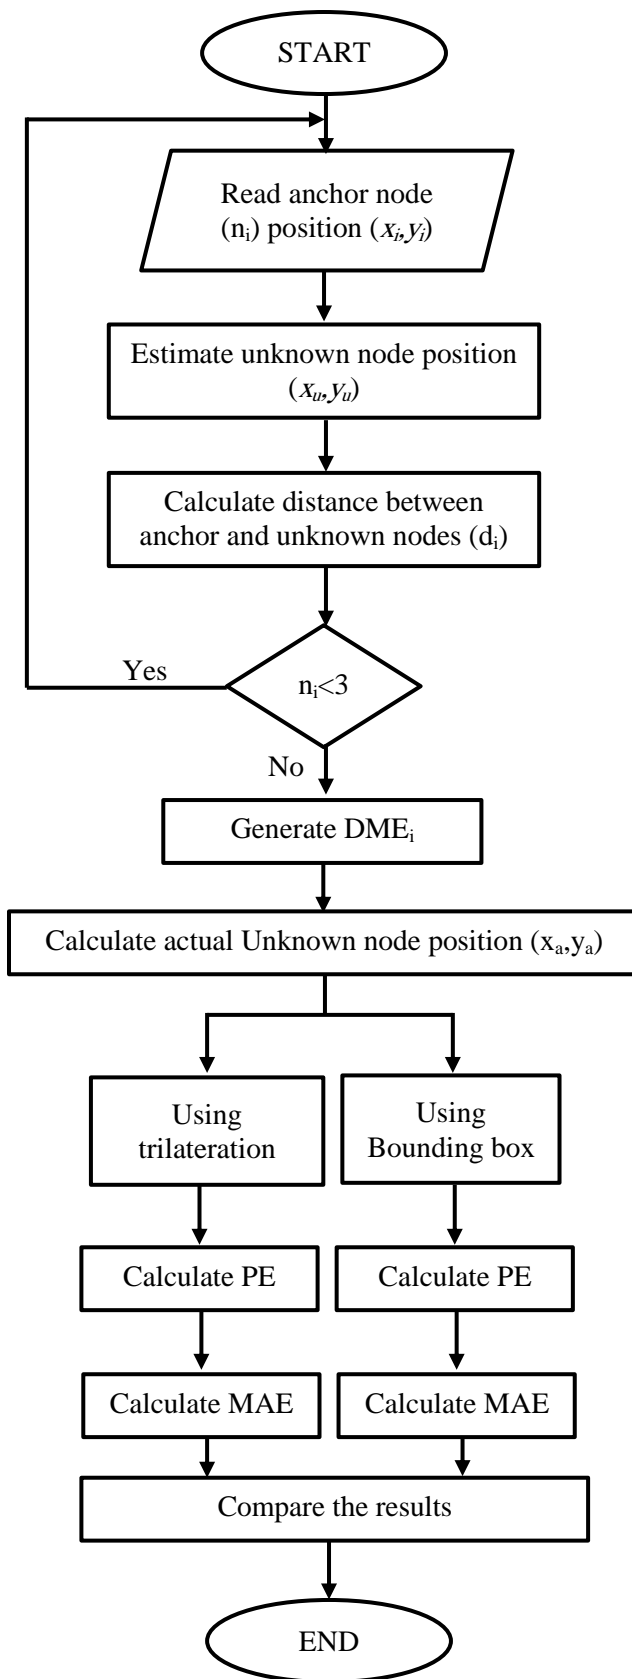 START
Read anchor node
(nᵢ) position (xᵢ,yᵢ)
Estimate unknown node position
(xᵤ,yᵤ)
Calculate distance between
anchor and unknown nodes (dᵢ)
Yes
nᵢ<3
No
Generate DMEᵢ
Calculate actual Unknown node position (xₐ,yₐ)
Using
trilateration
Using
Bounding box
Calculate PE
Calculate PE
Calculate MAE
Calculate MAE
Compare the results
END